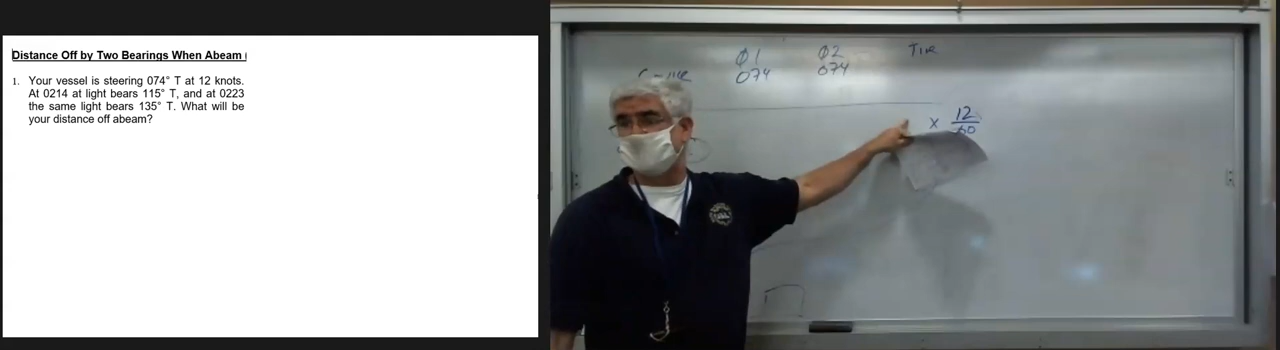 Distance Off by Two Bearings When Abeam
1. Your vessel is steering 074° T at 12 knots.
At 0214 at light bears 115° T, and at 0223
the same light bears 135° T. What will be
your distance off abeam?
Ø1 Ø2 Time
074 074
x 12
60